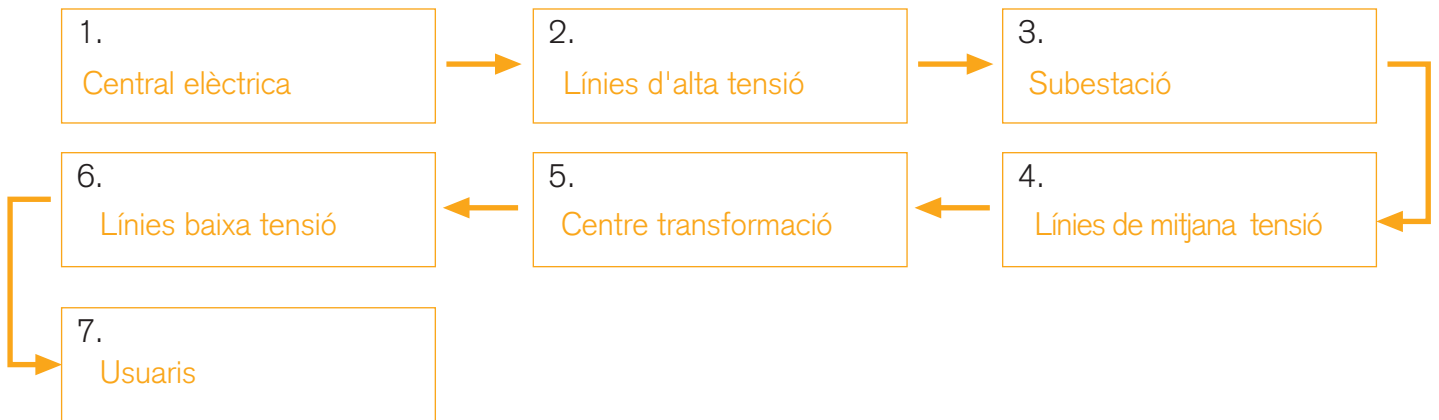 1.
Central elèctrica
2.
Línies d'alta tensió
3.
Subestació
4.
Línies de mitjana tensió
5.
Centre transformació
6.
Línies baixa tensió
7.
Usuaris